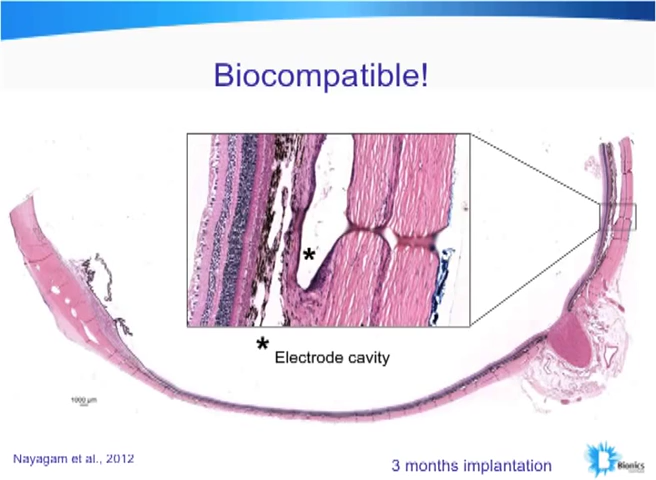 Biocompatible!
*
* Electrode cavity
1000 µm
Nayagam et al., 2012
3 months implantation
Bionics